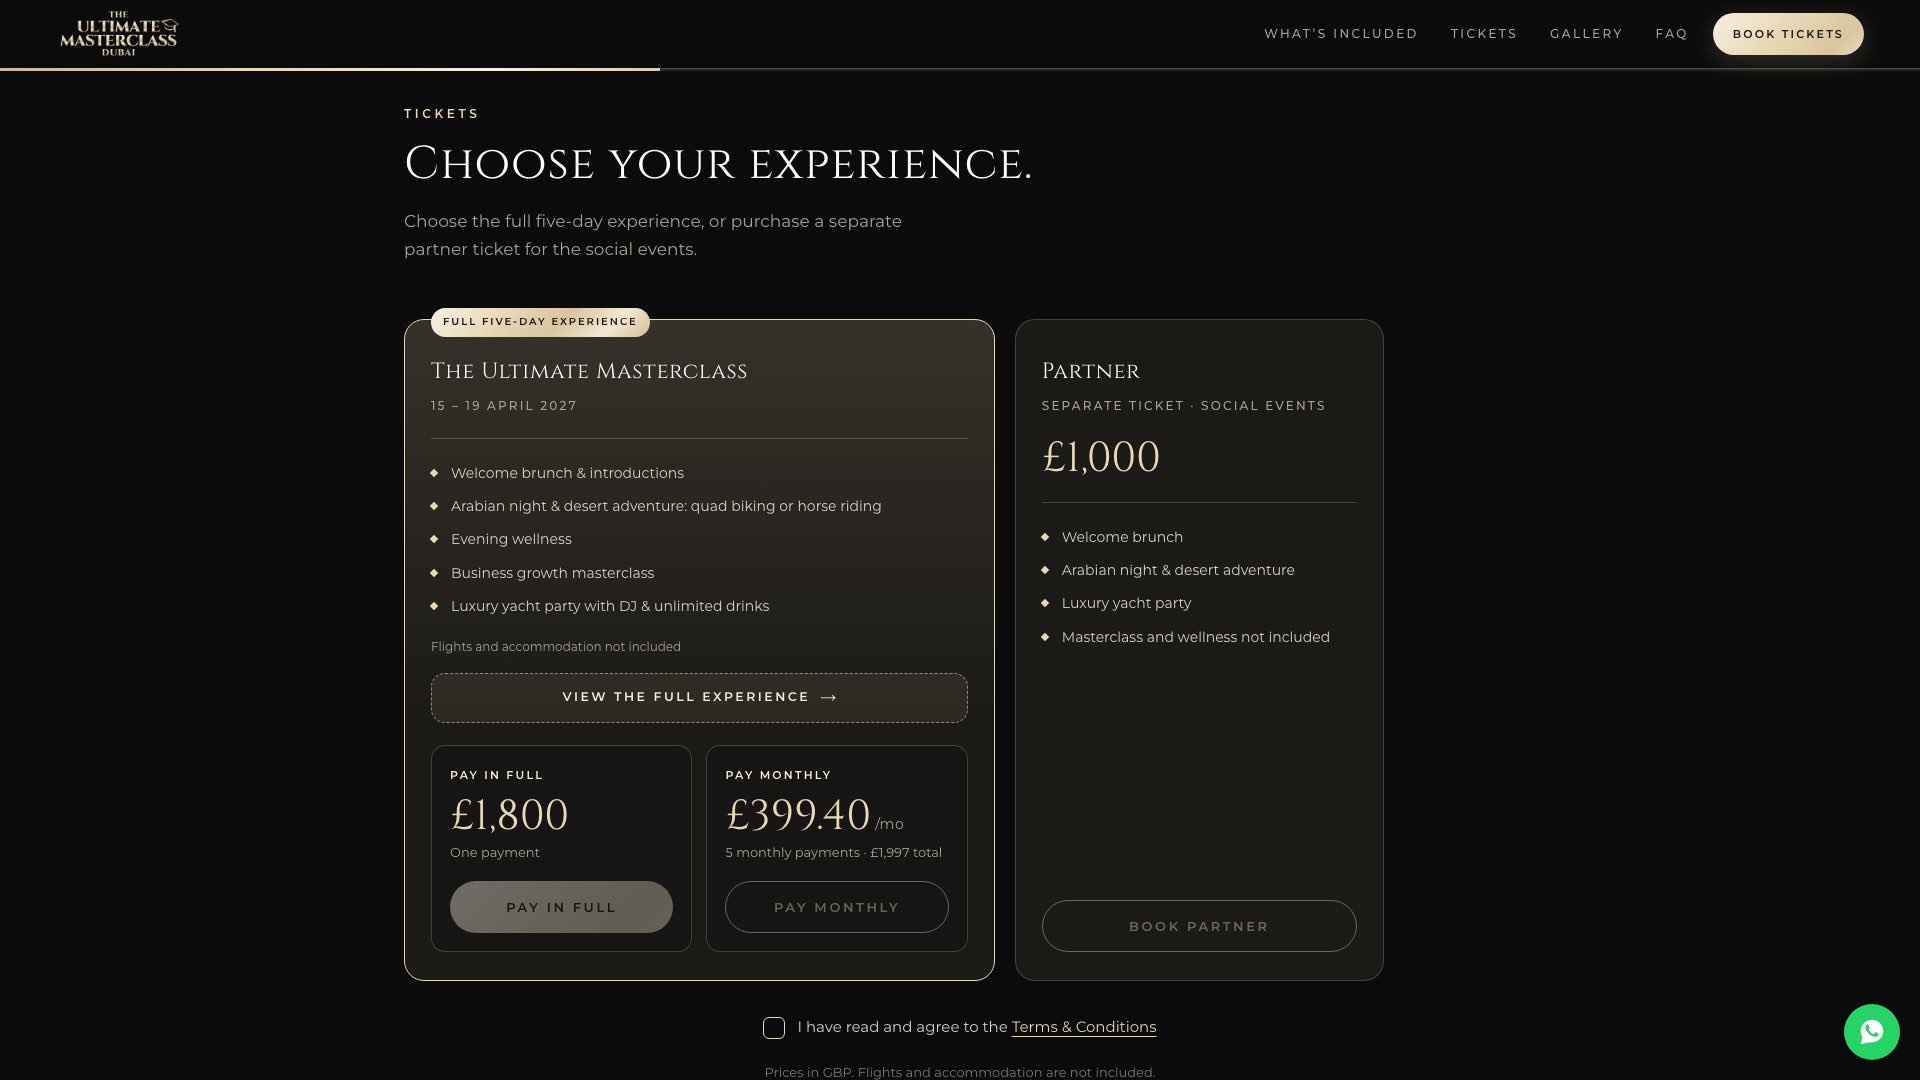 THE
ULTIMATE
MASTERCLASS
DUBAI
WHAT'S INCLUDED
TICKETS
GALLERY
FAQ
BOOK TICKETS
TICKETS
Choose your experience.
Choose the full five-day experience, or purchase a separate
partner ticket for the social events.
FULL FIVE-DAY EXPERIENCE
The Ultimate Masterclass
15 – 19 APRIL 2027
Welcome brunch & introductions
Arabian night & desert adventure: quad biking or horse riding
Evening wellness
Business growth masterclass
Luxury yacht party with DJ & unlimited drinks
Flights and accommodation not included
VIEW THE FULL EXPERIENCE →
PAY IN FULL
£1,800
One payment
PAY IN FULL
PAY MONTHLY
£399.40 /mo
5 monthly payments · £1,997 total
PAY MONTHLY
Partner
SEPARATE TICKET · SOCIAL EVENTS
£1,000
Welcome brunch
Arabian night & desert adventure
Luxury yacht party
Masterclass and wellness not included
BOOK PARTNER
I have read and agree to the Terms & Conditions
Prices in GBP. Flights and accommodation are not included.